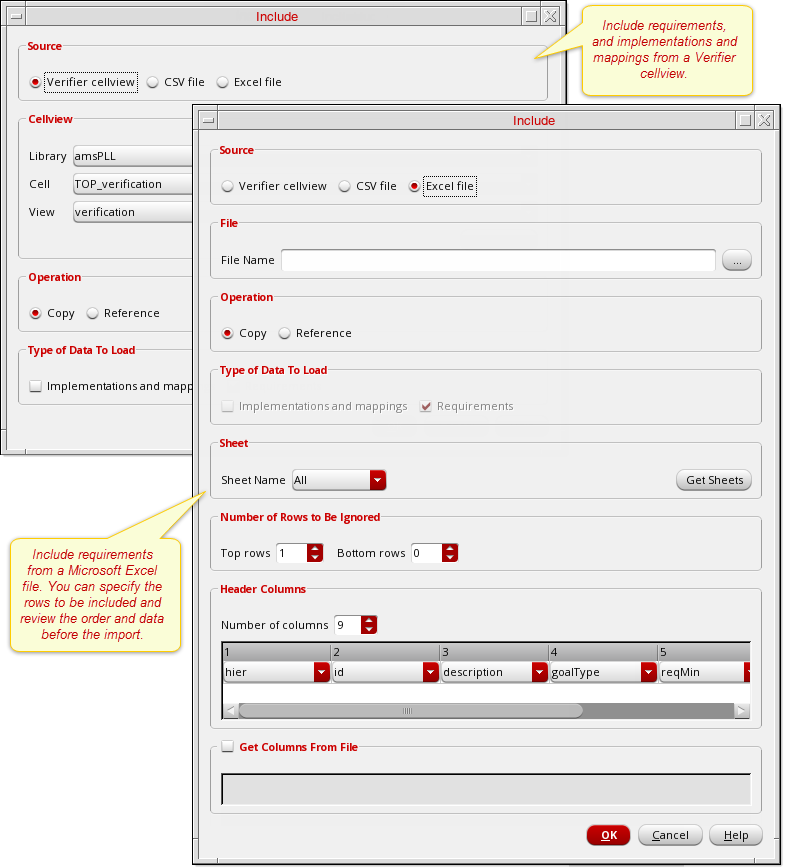 Include
Source
Verifier cellview CSV file Excel file
Cellview
Library amsPLL
Cell TOP_verification
View verification
Operation
Copy Reference
Type of Data To Load
Implementations and mapp
Include requirements,
and implementations and
mappings from a Verifier
cellview.
Include
Source
Verifier cellview CSV file Excel file
File
File Name ...
Operation
Copy Reference
Type of Data To Load
Implementations and mappings Requirements
Sheet
Sheet Name All Get Sheets
Number of Rows to Be Ignored
Top rows 1 Bottom rows 0
Header Columns
Number of columns 9
1 2 3 4 5
hier id description goalType reqMin
Get Columns From File
OK Cancel Help
Include requirements
from a Microsoft Excel
file. You can specify the
rows to be included and
review the order and data
before the import.